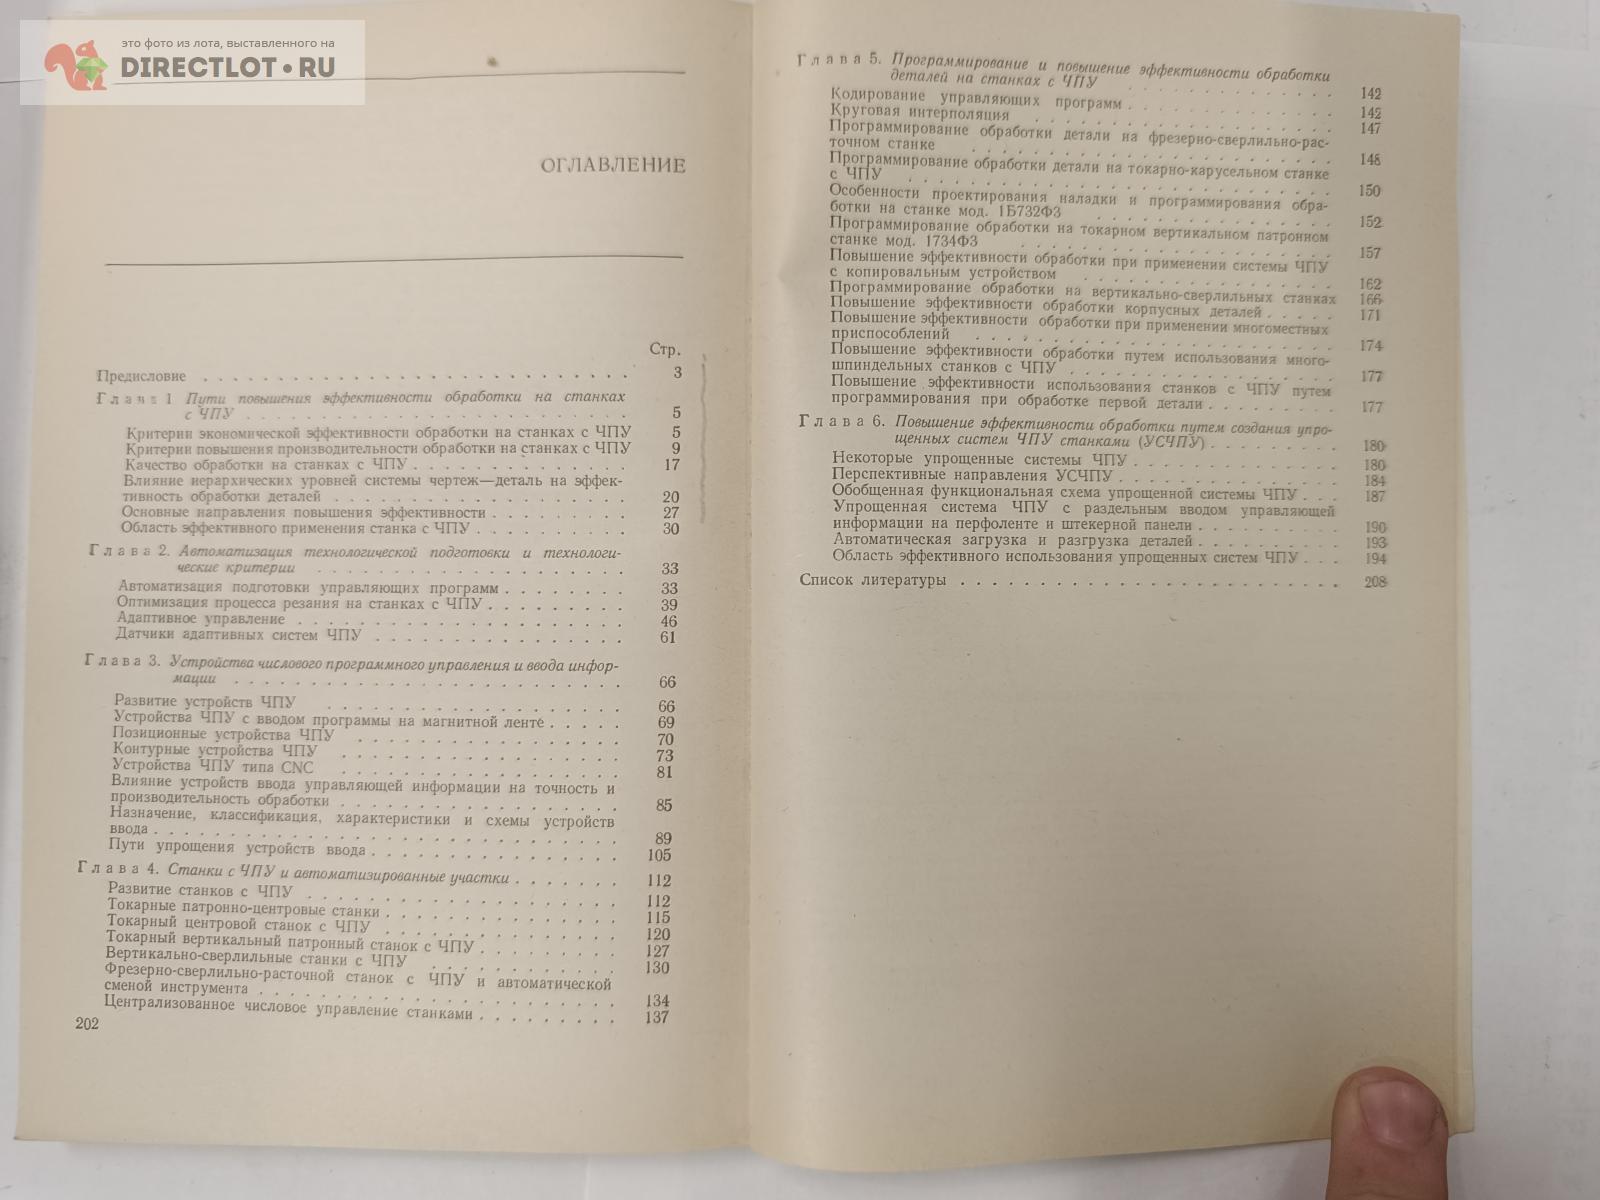 это фото из лота, выставленного на
DIRECTLOT•RU
ОГЛАВЛЕНИЕ
Стр.
Предисловие . . . . . . . . . . . . . . . . . . . . . . . . . . . . 3
Глава 1 Пути повышения эффективности обработки на станках
с ЧПУ . . . . . . . . . . . . . . . . . . . . . . . . . 5
Критерии экономической эффективности обработки на станках с ЧПУ 5
Критерии повышения производительности обработки на станках с ЧПУ 9
Качество обработки на станках с ЧПУ . . . . . . . . . . . . . . 17
Влияние иерархических уровней системы чертеж—деталь на эффек-
тивность обработки деталей . . . . . . . . . . . . . . . . . . . 20
Основные направления повышения эффективности . . . . . . . . . 27
Область эффективного применения станка с ЧПУ . . . . . . . . . . 30
Глава 2. Автоматизация технологической подготовки и технологи-
ческие критерии . . . . . . . . . . . . . . . . . . . . 33
Автоматизация подготовки управляющих программ . . . . . . . . 33
Оптимизация процесса резания на станках с ЧПУ . . . . . . . . . 39
Адаптивное управление . . . . . . . . . . . . . . . . . . . . . 46
Датчики адаптивных систем ЧПУ . . . . . . . . . . . . . . . . . 61
Глава 3. Устройства числового программного управления и ввода инфор-
мации . . . . . . . . . . . . . . . . . . . . . . . . . . 66
Развитие устройств ЧПУ . . . . . . . . . . . . . . . . . . . 66
Устройства ЧПУ с вводом программы на магнитной ленте . . . . . 69
Позиционные устройства ЧПУ . . . . . . . . . . . . . . . . . 70
Контурные устройства ЧПУ . . . . . . . . . . . . . . . . . . 73
Устройства ЧПУ типа CNC . . . . . . . . . . . . . . . . . . 81
Влияние устройств ввода управляющей информации на точность и
производительность обработки . . . . . . . . . . . . . . . . . 85
Назначение, классификация, характеристики и схемы устройств
ввода . . . . . . . . . . . . . . . . . . . . . . . . . . . . . 89
Пути упрощения устройств ввода . . . . . . . . . . . . . . . . 105
Глава 4. Станки с ЧПУ и автоматизированные участки . . . . . . . 112
Развитие станков с ЧПУ . . . . . . . . . . . . . . . . . . . . 112
Токарные патронно-центровые станки . . . . . . . . . . . . . . . 115
Токарный центровой станок с ЧПУ . . . . . . . . . . . . . . . . 120
Токарный вертикальный патронный станок с ЧПУ . . . . . . . . . 127
Вертикально-сверлильные станки с ЧПУ . . . . . . . . . . . . . 130
Фрезерно-сверлильно-расточной станок с ЧПУ и автоматической
сменой инструмента . . . . . . . . . . . . . . . . . . . . . . . 134
Централизованное числовое управление станками . . . . . . . . . 137
202
Глава 5. Программирование и повышение эффективности обработки
деталей на станках с ЧПУ . . . . . . . . . . . . . . 142
Кодирование управляющих программ . . . . . . . . . . . . . . 142
Круговая интерполяция . . . . . . . . . . . . . . . . . . . . 147
Программирование обработки детали на фрезерно-сверлильно-рас-
точном станке . . . . . . . . . . . . . . . . . . . . . . . . 148
Программирование обработки детали на токарно-карусельном станке
с ЧПУ . . . . . . . . . . . . . . . . . . . . . . . . . . . . 150
Особенности проектирования наладки и программирования обра-
ботки на станке мод. 1Б732Ф3 . . . . . . . . . . . . . . . . 152
Программирование обработки на токарном вертикальном патронном
станке мод. 1734Ф3 . . . . . . . . . . . . . . . . . . . . . 157
Повышение эффективности обработки при применении системы ЧПУ
с копировальным устройством . . . . . . . . . . . . . . . . . 162
Программирование обработки на вертикально-сверлильных станках 166
Повышение эффективности обработки корпусных деталей . . . . . 171
Повышение эффективности обработки при применении многоместных
приспособлений . . . . . . . . . . . . . . . . . . . . . . . 174
Повышение эффективности обработки путем использования много-
шпиндельных станков с ЧПУ . . . . . . . . . . . . . . . . . . 177
Повышение эффективности использования станков с ЧПУ путем
программирования при обработке первой детали . . . . . . . . . 177
Глава 6. Повышение эффективности обработки путем создания упро-
щенных систем ЧПУ станками (УСЧПУ) . . . . . . . . . 180
Некоторые упрощенные системы ЧПУ . . . . . . . . . . . . . . 180
Перспективные направления УСЧПУ . . . . . . . . . . . . . . . 184
Обобщенная функциональная схема упрощенной системы ЧПУ . . . 187
Упрощенная система ЧПУ с раздельным вводом управляющей
информации на перфоленте и штекерной панели . . . . . . . . . . 190
Автоматическая загрузка и разгрузка деталей . . . . . . . . . . 193
Область эффективного использования упрощенных систем ЧПУ . . . 194
Список литературы . . . . . . . . . . . . . . . . . . . . . . . . 208